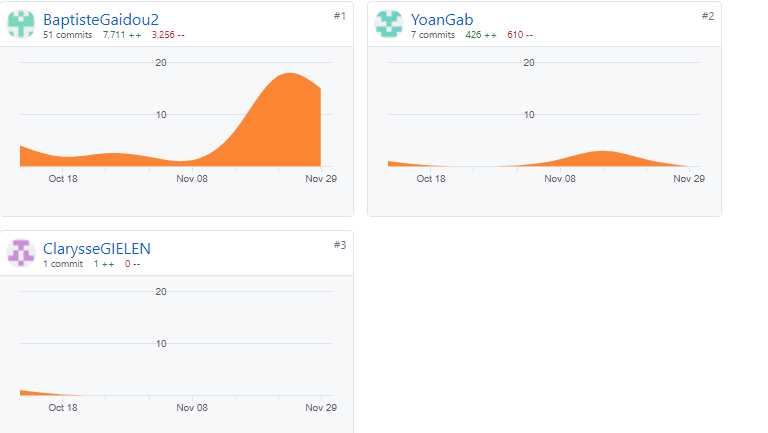 BaptisteGaidou2 #1
51 commits 7,711 ++ 3,256 --
20
10
Oct 18 Nov 08 Nov 29
YoanGab #2
7 commits 426 ++ 610 --
20
10
Oct 18 Nov 08 Nov 29
ClarysseGIELEN #3
1 commit 1 ++ 0 --
20
10
Oct 18 Nov 08 Nov 29